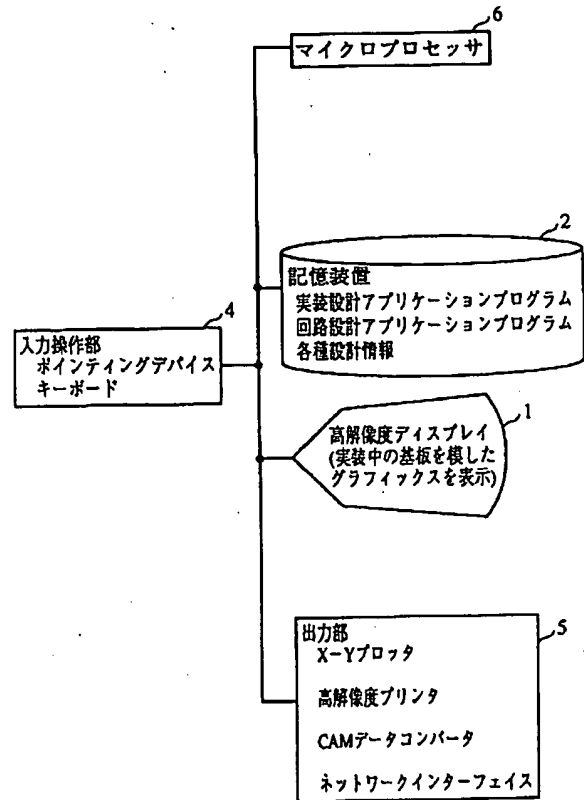 6
マイクロプロセッサ
2
記憶装置
実装設計アプリケーションプログラム
回路設計アプリケーションプログラム
各種設計情報
4
入力操作部
ポインティングデバイス
キーボード
1
高解像度ディスプレイ
(実装中の基板を模した
グラフィックスを表示)
5
出力部
X-Yプロッタ
高解像度プリンタ
CAMデータコンバータ
ネットワークインターフェイス